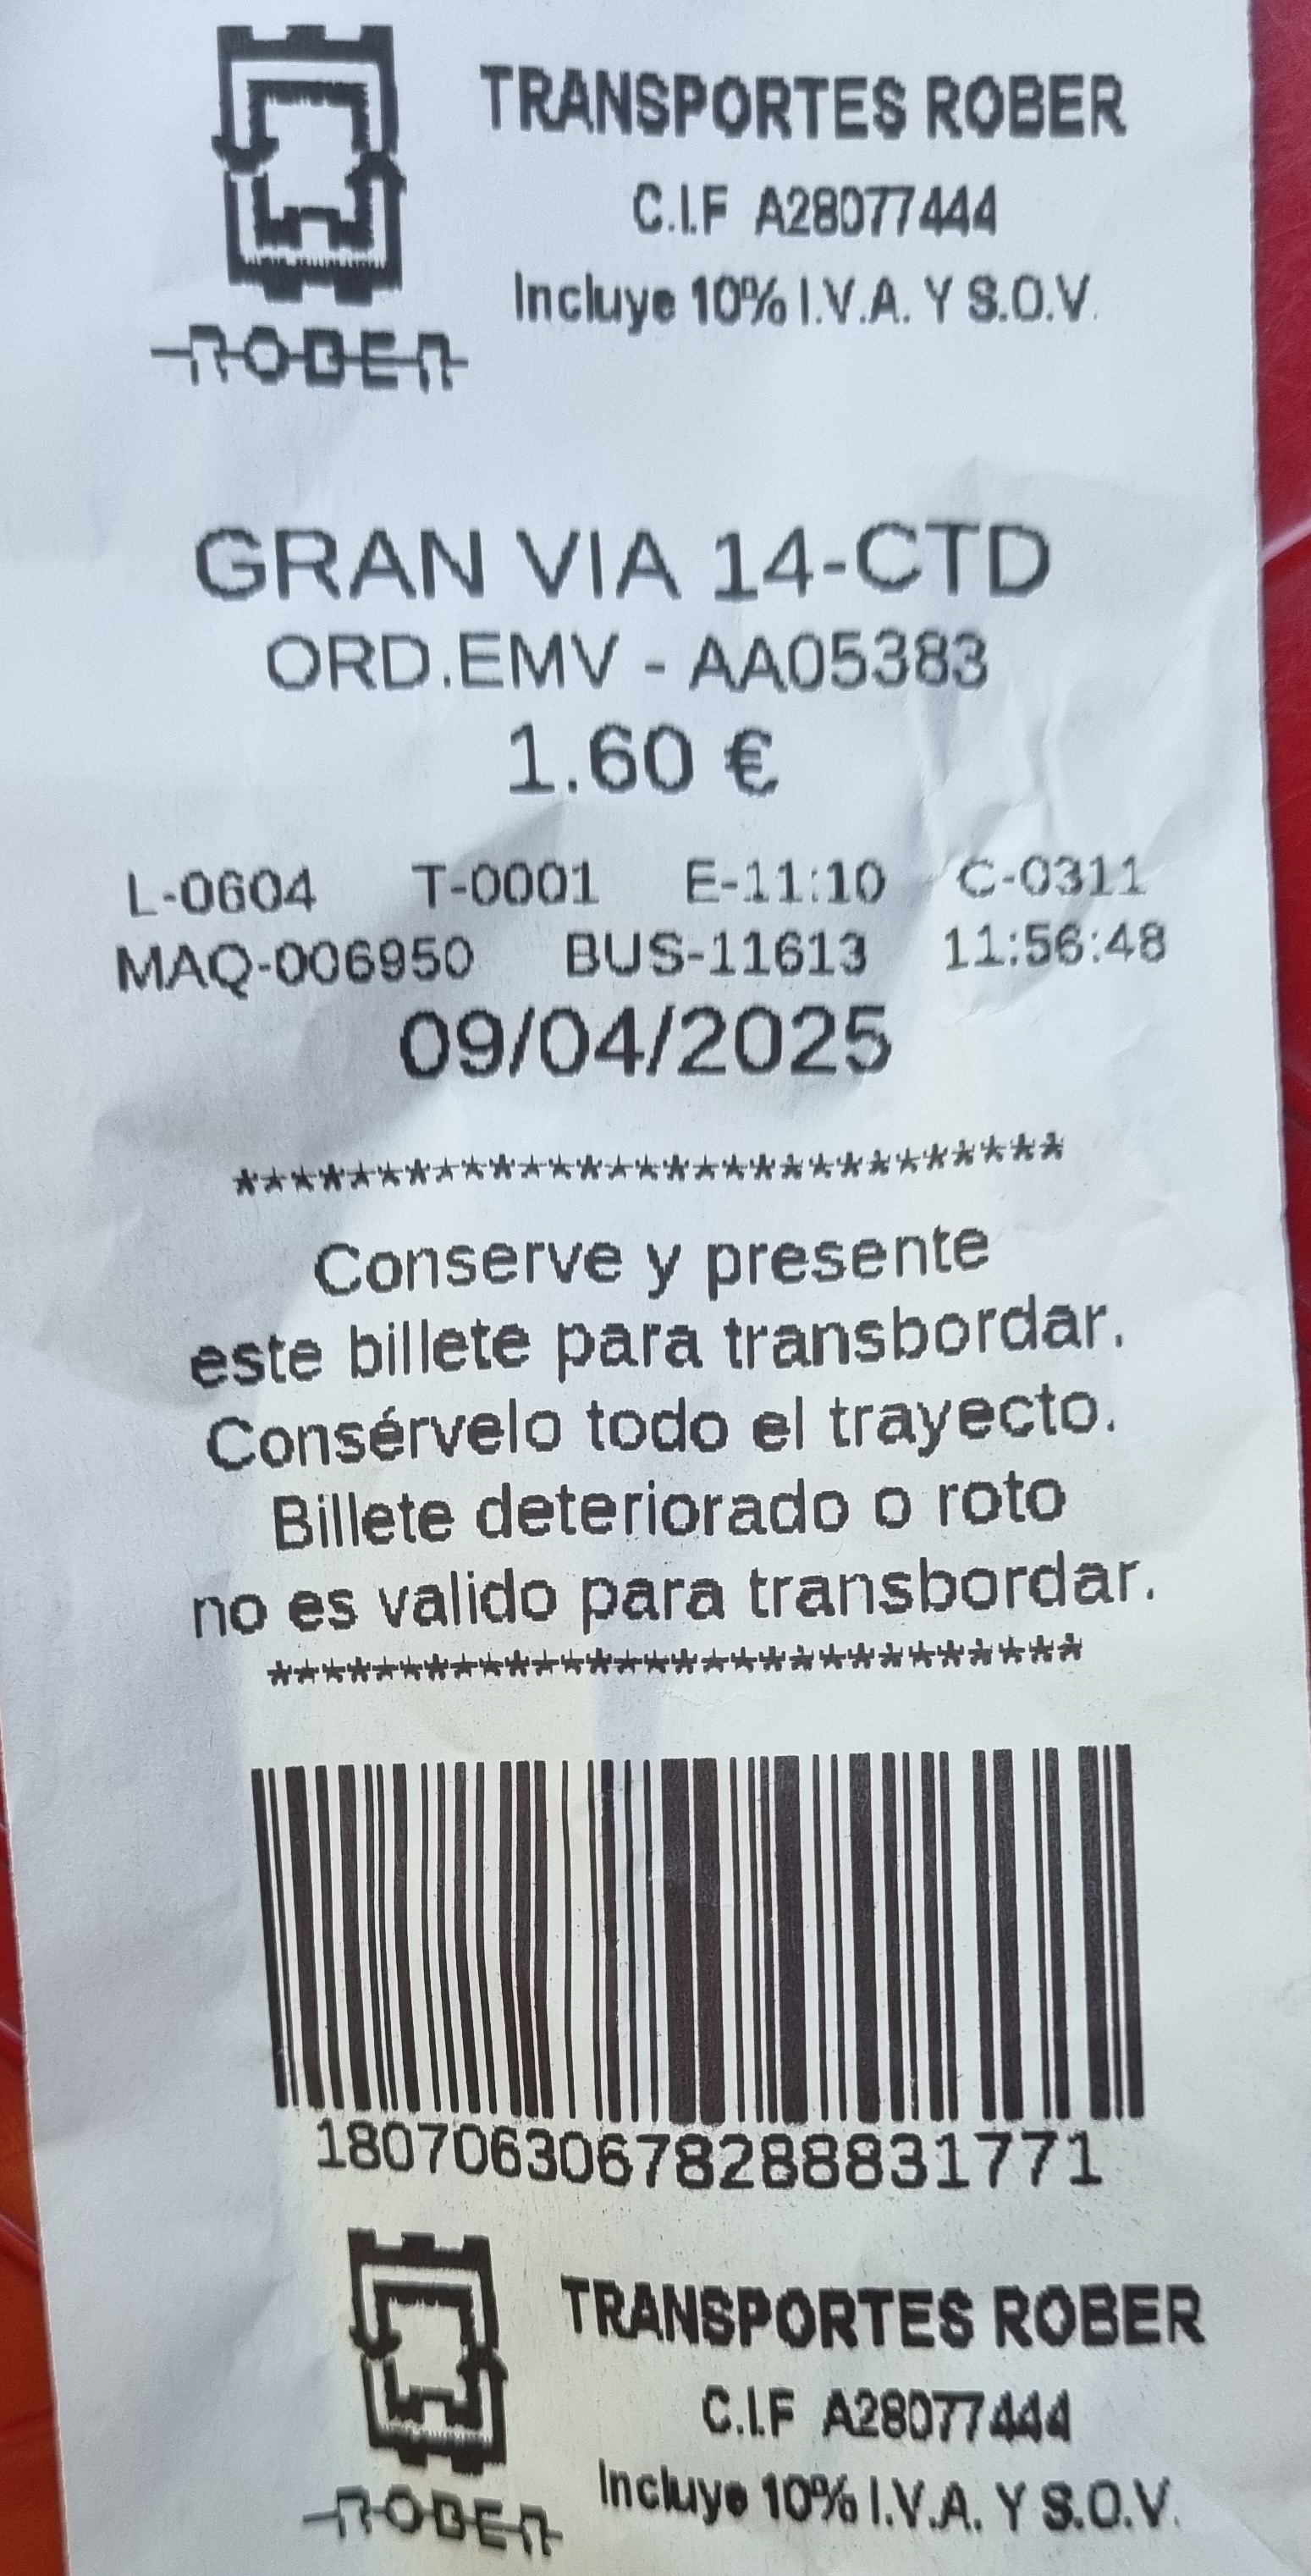 TRANSPORTES ROBER
C.I.F A28077444
Incluye 10% I.V.A. Y S.O.V.
ROBER
GRAN VIA 14-CTD
ORD.EMV - AA05383
1.60 €
L-0604 T-0001 E-11:10 C-0311
MAQ-006950 BUS-11613 11:56:48
09/04/2025
*****************************
Conserve y presente
este billete para transbordar.
Consérvelo todo el trayecto.
Billete deteriorado o roto
no es valido para transbordar.
*****************************
18070630678288831771
TRANSPORTES ROBER
C.I.F A28077444
Incluye 10% I.V.A. Y S.O.V.
ROBER